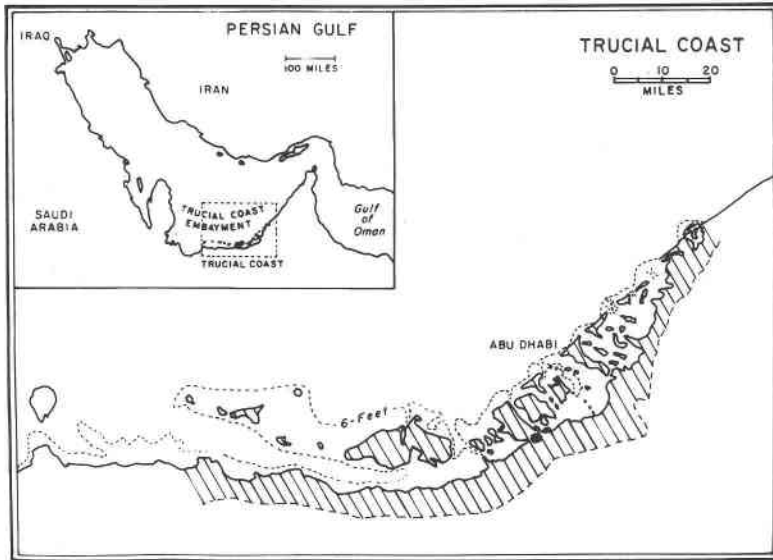 PERSIAN GULF
100 MILES
IRAQ
IRAN
SAUDI
ARABIA
TRUCIAL COAST
EMBAYMENT
TRUCIAL COAST
Gulf
of
Oman
TRUCIAL COAST
0 10 20
MILES
ABU DHABI
6-Feet